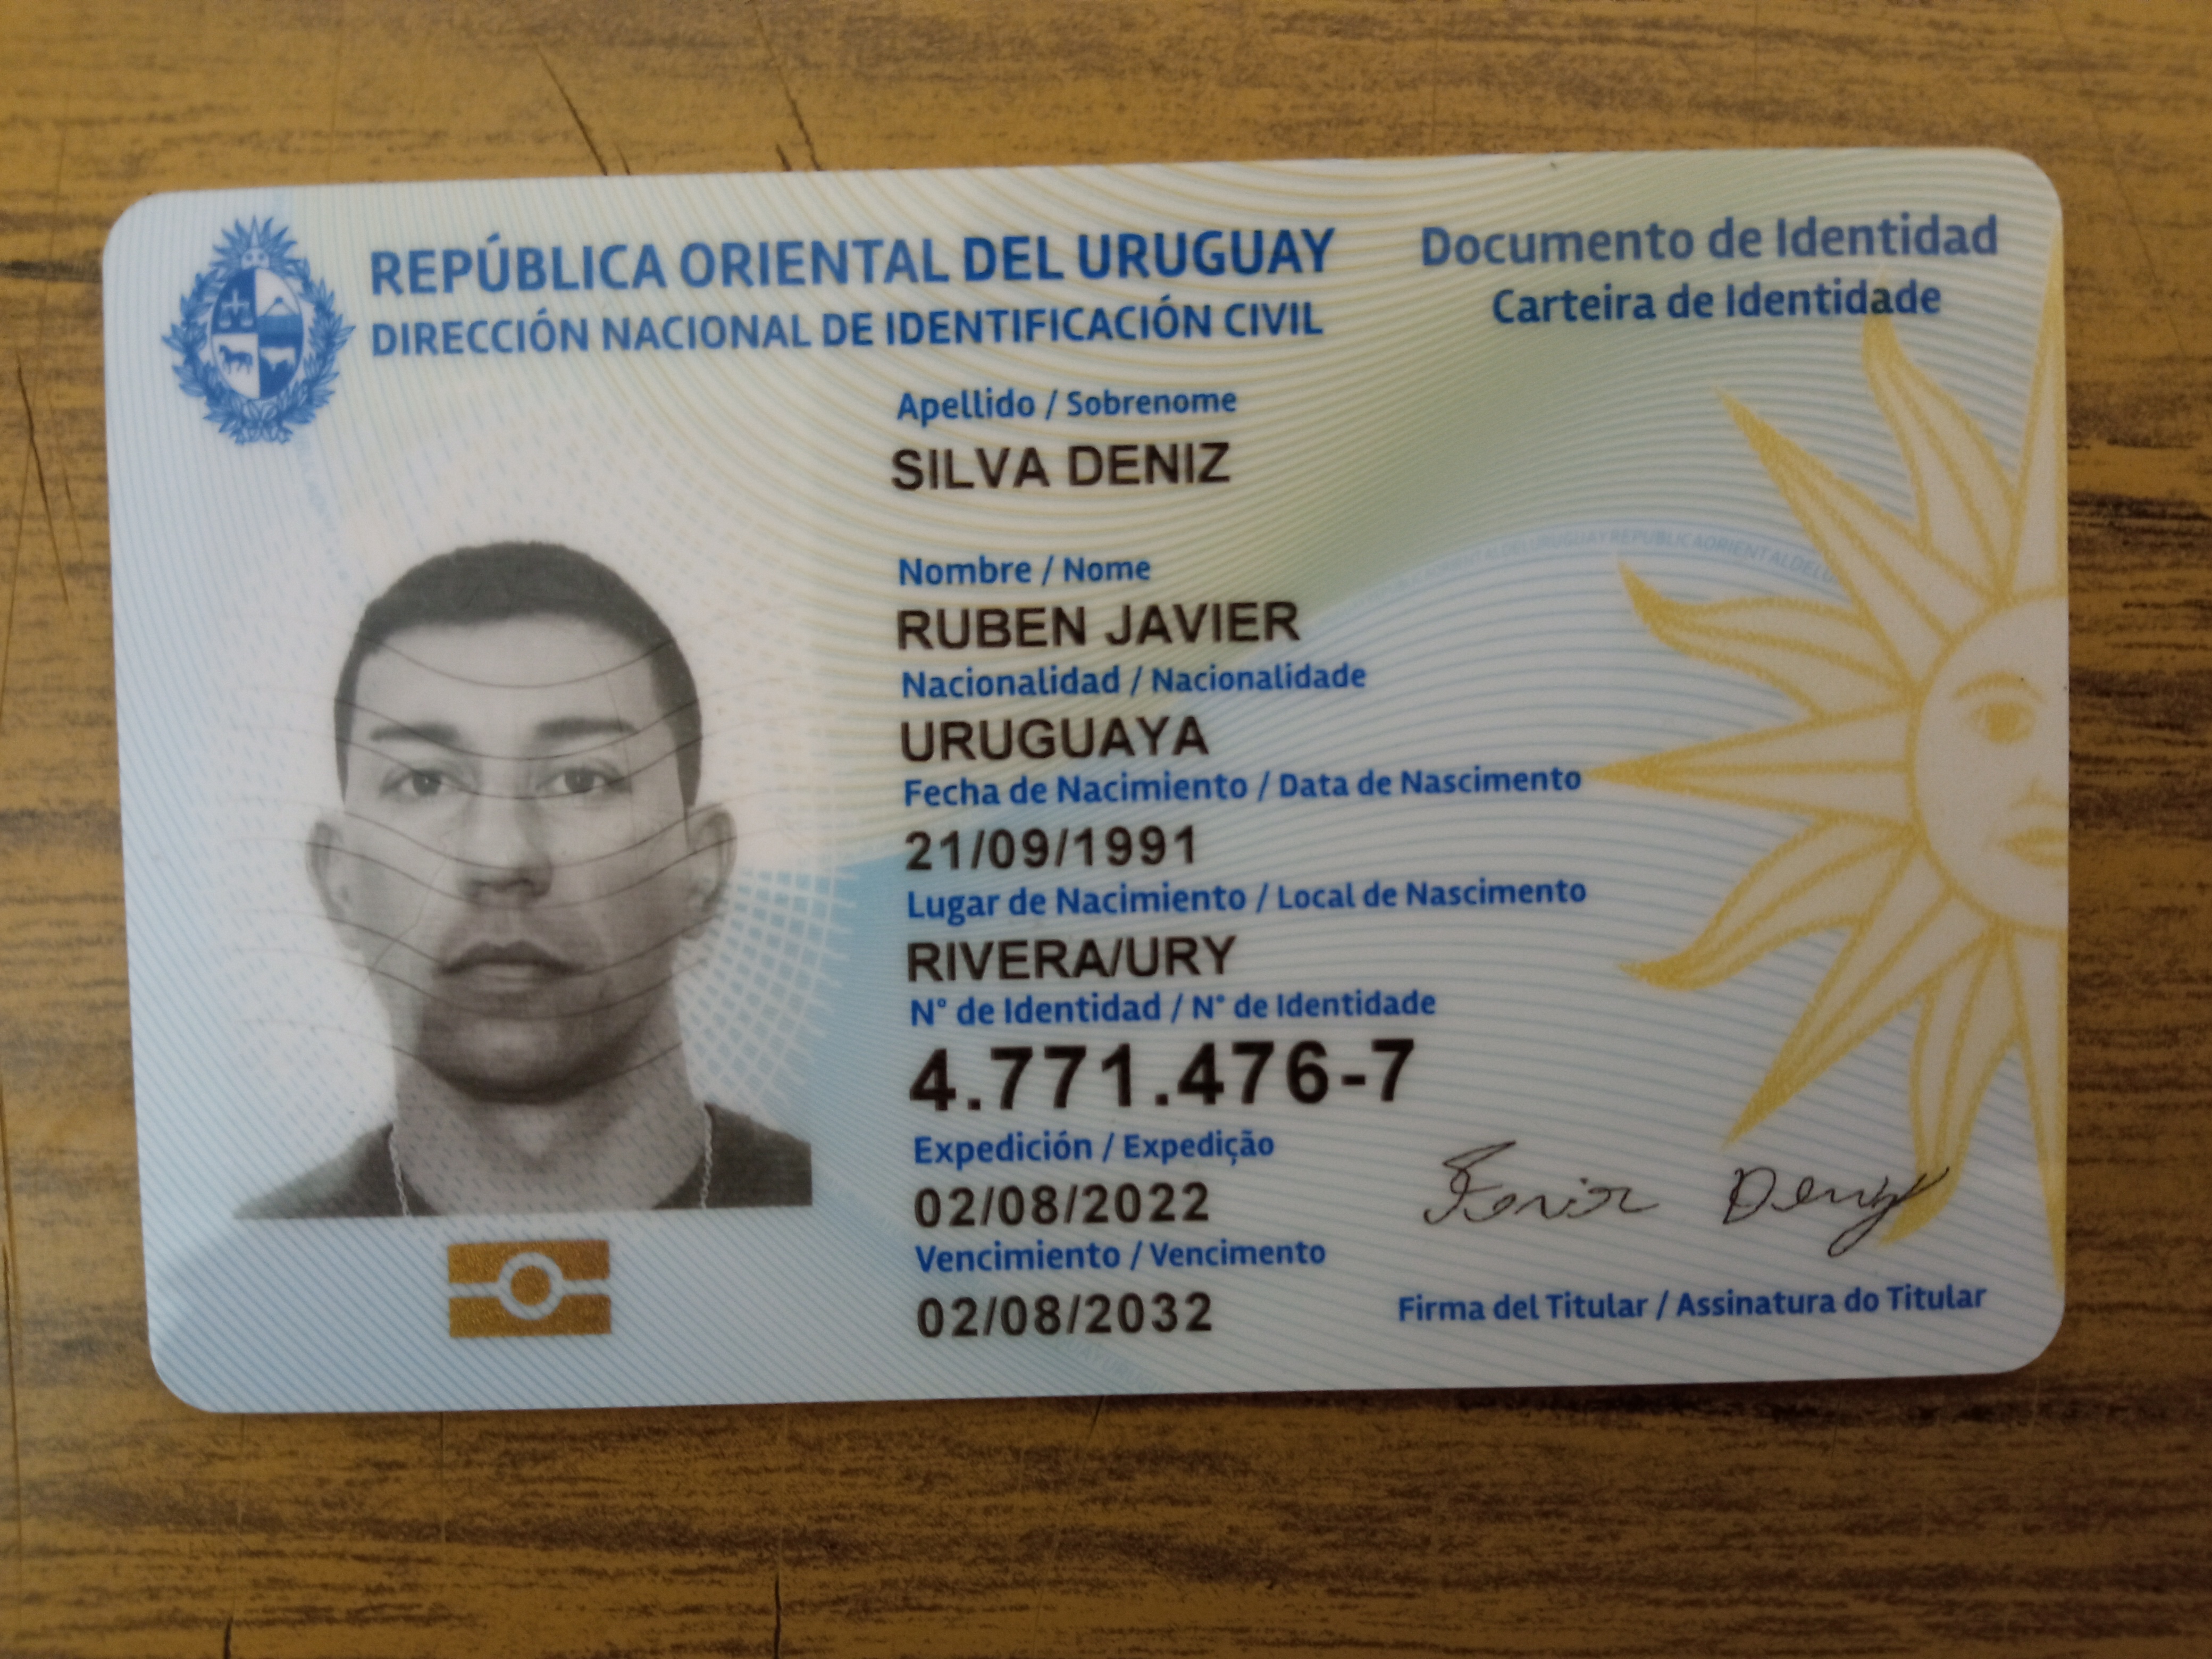 REPÚBLICA ORIENTAL DEL URUGUAY
DIRECCIÓN NACIONAL DE IDENTIFICACIÓN CIVIL
Documento de Identidad
Carteira de Identidade
Apellido / Sobrenome
SILVA DENIZ
Nombre / Nome
RUBEN JAVIER
Nacionalidad / Nacionalidade
URUGUAYA
Fecha de Nacimiento / Data de Nascimento
21/09/1991
Lugar de Nacimiento / Local de Nascimento
RIVERA/URY
N° de Identidad / N° de Identidade
4.771.476-7
Expedición / Expedição
02/08/2022
Vencimiento / Vencimento
02/08/2032
Firma del Titular / Assinatura do Titular